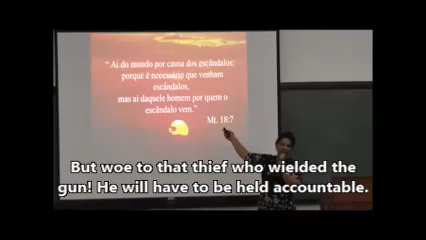 “ Ai do mundo por causa dos escândalos;
porque é necessário que venham
escândalos,
mas ai daquele homem por quem o
escândalo vem.”
Mt. 18:7
But woe to that thief who wielded the
gun! He will have to be held accountable.